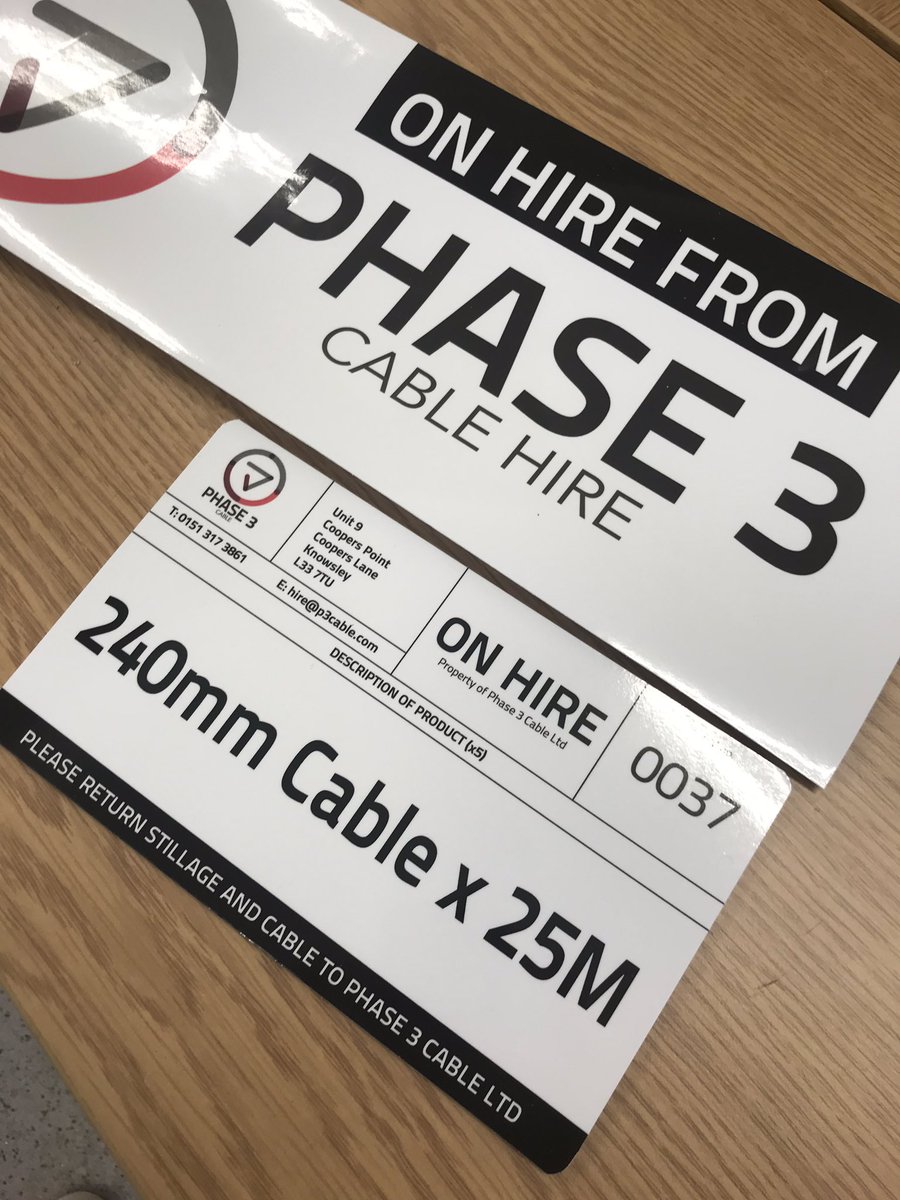 ON HIRE FROM
PHASE 3
CABLE HIRE
PHASE 3
CABLE
Unit 9
Coopers Point
Coopers Lane
Knowsley
L33 7TU
T: 0151 317 3861
E: hire@p3cable.com
ON HIRE
Property of Phase 3 Cable Ltd
0037
DESCRIPTION OF PRODUCT (x5)
240mm Cable x 25M
PLEASE RETURN STILLAGE AND CABLE TO PHASE 3 CABLE LTD